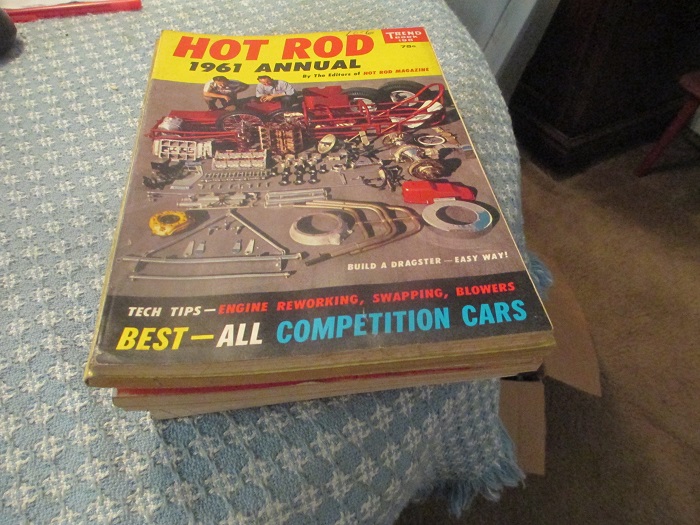 HOT ROD
1961 ANNUAL
By The Editors of HOT ROD MAGAZINE
TREND
BOOK
75¢
BUILD A DRAGSTER — EASY WAY!
TECH TIPS — ENGINE REWORKING, SWAPPING, BLOWERS
BEST — ALL COMPETITION CARS